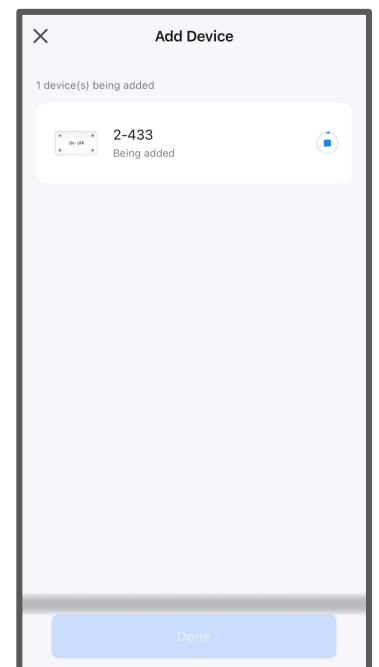 Add Device
1 device(s) being added
2-433
ON - OFF
Being added
Done